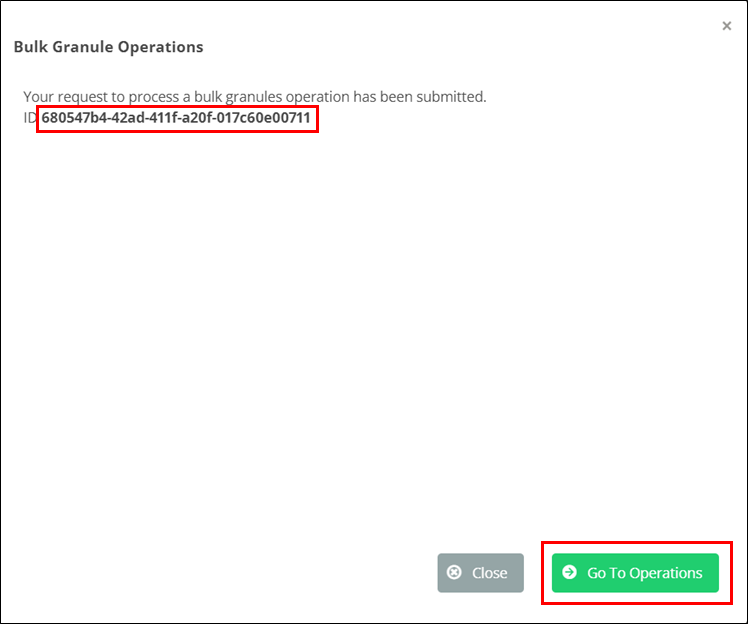 ×
Bulk Granule Operations
Your request to process a bulk granules operation has been submitted.
ID 680547b4-42ad-411f-a20f-017c60e00711
Close
Go To Operations